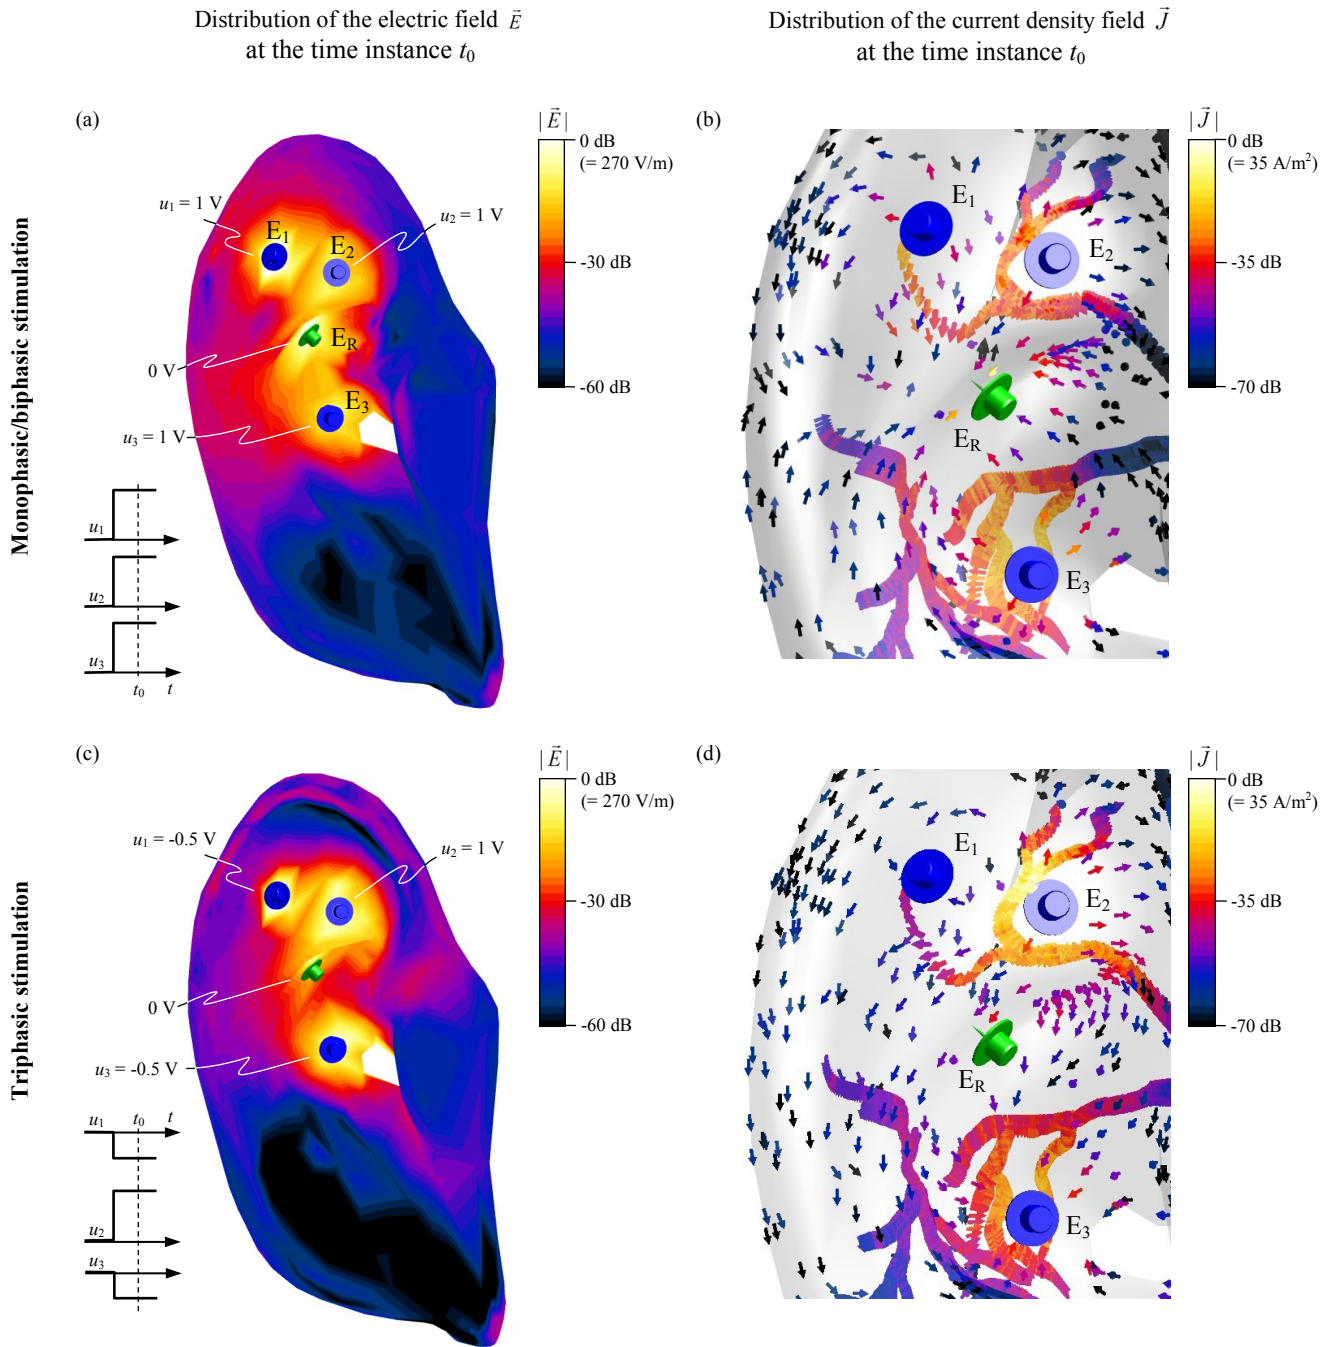 Distribution of the electric field E⃗
at the time instance t₀
Distribution of the current density field J⃗
at the time instance t₀
Monophasic/biphasic stimulation
(a)
|E⃗|
0 dB
(= 270 V/m)
-30 dB
-60 dB
u₁ = 1 V
u₂ = 1 V
E₁
E₂
E_R
0 V
E₃
u₃ = 1 V
u₁
u₂
u₃
t₀
t
(b)
|J⃗|
0 dB
(= 35 A/m²)
-35 dB
-70 dB
E₁
E₂
E_R
E₃
Triphasic stimulation
(c)
|E⃗|
0 dB
(= 270 V/m)
-30 dB
-60 dB
u₁ = -0.5 V
u₂ = 1 V
0 V
u₃ = -0.5 V
u₁
t₀
t
u₂
u₃
(d)
|J⃗|
0 dB
(= 35 A/m²)
-35 dB
-70 dB
E₁
E₂
E_R
E₃